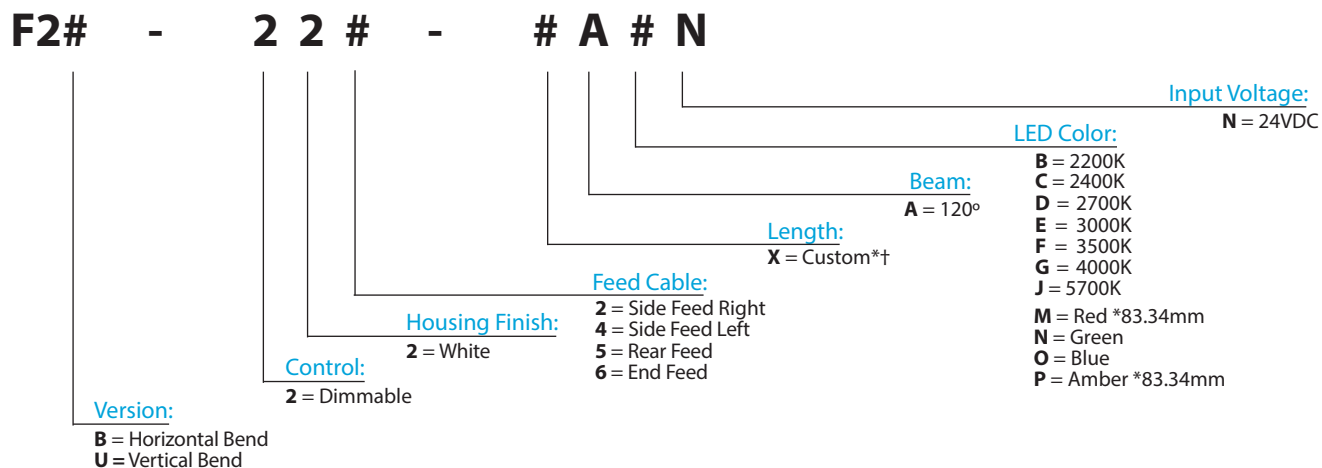 F2# - 2 2 # - # A # N
Input Voltage:
N = 24VDC
LED Color:
B = 2200K
C = 2400K
D = 2700K
E = 3000K
F = 3500K
G = 4000K
J = 5700K
M = Red *83.34mm
N = Green
O = Blue
P = Amber *83.34mm
Beam:
A = 120º
Length:
X = Custom*†
Feed Cable:
2 = Side Feed Right
4 = Side Feed Left
5 = Rear Feed
6 = End Feed
Housing Finish:
2 = White
Control:
2 = Dimmable
Version:
B = Horizontal Bend
U = Vertical Bend